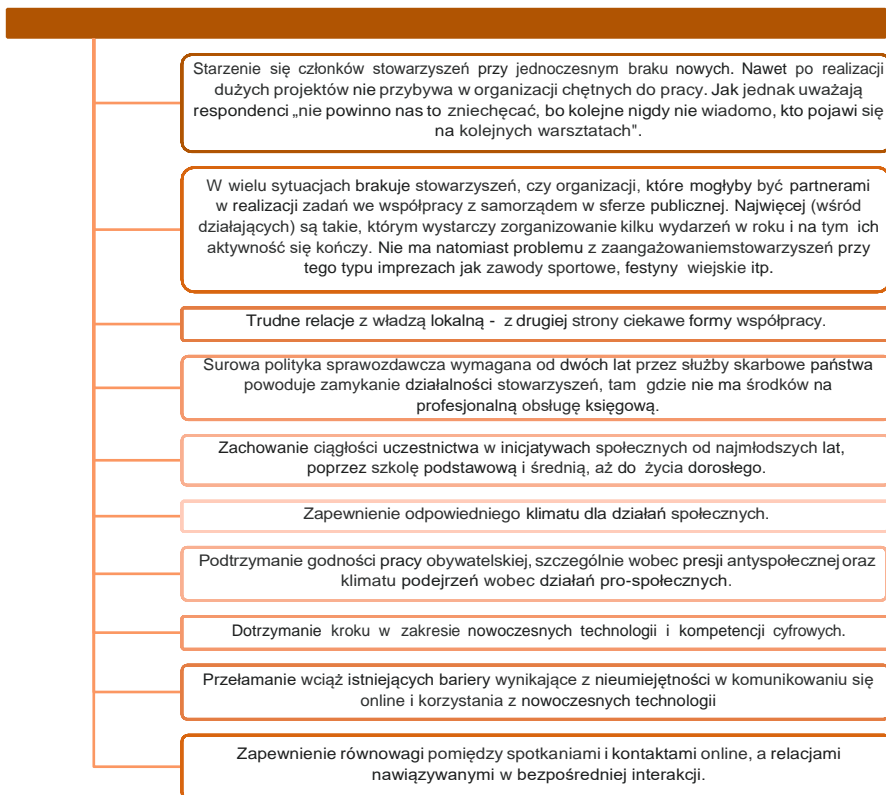 Starzenie się członków stowarzyszeń przy jednoczesnym braku nowych. Nawet po realizacji
dużych projektów nie przybywa w organizacji chętnych do pracy. Jak jednak uważają
respondenci „nie powinno nas to zniechęcać, bo kolejne nigdy nie wiadomo, kto pojawi się
na kolejnych warsztatach".
W wielu sytuacjach brakuje stowarzyszeń, czy organizacji, które mogłyby być partnerami
w realizacji zadań we współpracy z samorządem w sferze publicznej. Najwięcej (wśród
działających) są takie, którym wystarczy zorganizowanie kilku wydarzeń w roku i na tym ich
aktywność się kończy. Nie ma natomiast problemu z zaangażowaniemstowarzyszeń przy
tego typu imprezach jak zawody sportowe, festyny wiejskie itp.
Trudne relacje z władzą lokalną - z drugiej strony ciekawe formy współpracy.
Surowa polityka sprawozdawcza wymagana od dwóch lat przez służby skarbowe państwa
powoduje zamykanie działalności stowarzyszeń, tam gdzie nie ma środków na
profesjonalną obsługę księgową.
Zachowanie ciągłości uczestnictwa w inicjatywach społecznych od najmłodszych lat,
poprzez szkolę podstawową i średnią, aż do życia dorosłego.
Zapewnienie odpowiedniego klimatu dla działań społecznych.
Podtrzymanie godności pracy obywatelskiej, szczególnie wobec presji antyspołecznej oraz
klimatu podejrzeń wobec działań pro-społecznych.
Dotrzymanie kroku w zakresie nowoczesnych technologii i kompetencji cyfrowych.
Przełamanie wciąż istniejących bariery wynikające z nieumiejętności w komunikowaniu się
online i korzystania z nowoczesnych technologii
Zapewnienie równowagi pomiędzy spotkaniami i kontaktami online, a relacjami
nawiązywanymi w bezpośredniej interakcji.